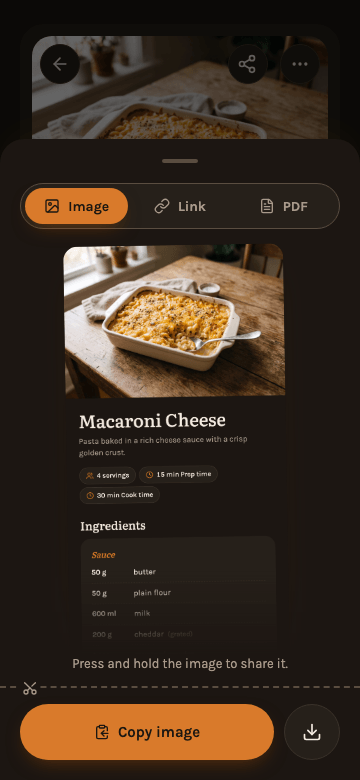 Image
Link
PDF
Macaroni Cheese
Pasta baked in a rich cheese sauce with a crisp
golden crust.
4 servings
15 min Prep time
30 min Cook time
Ingredients
Sauce
50 g butter
50 g plain flour
600 ml milk
200 g cheddar (grated)
Press and hold the image to share it.
Copy image